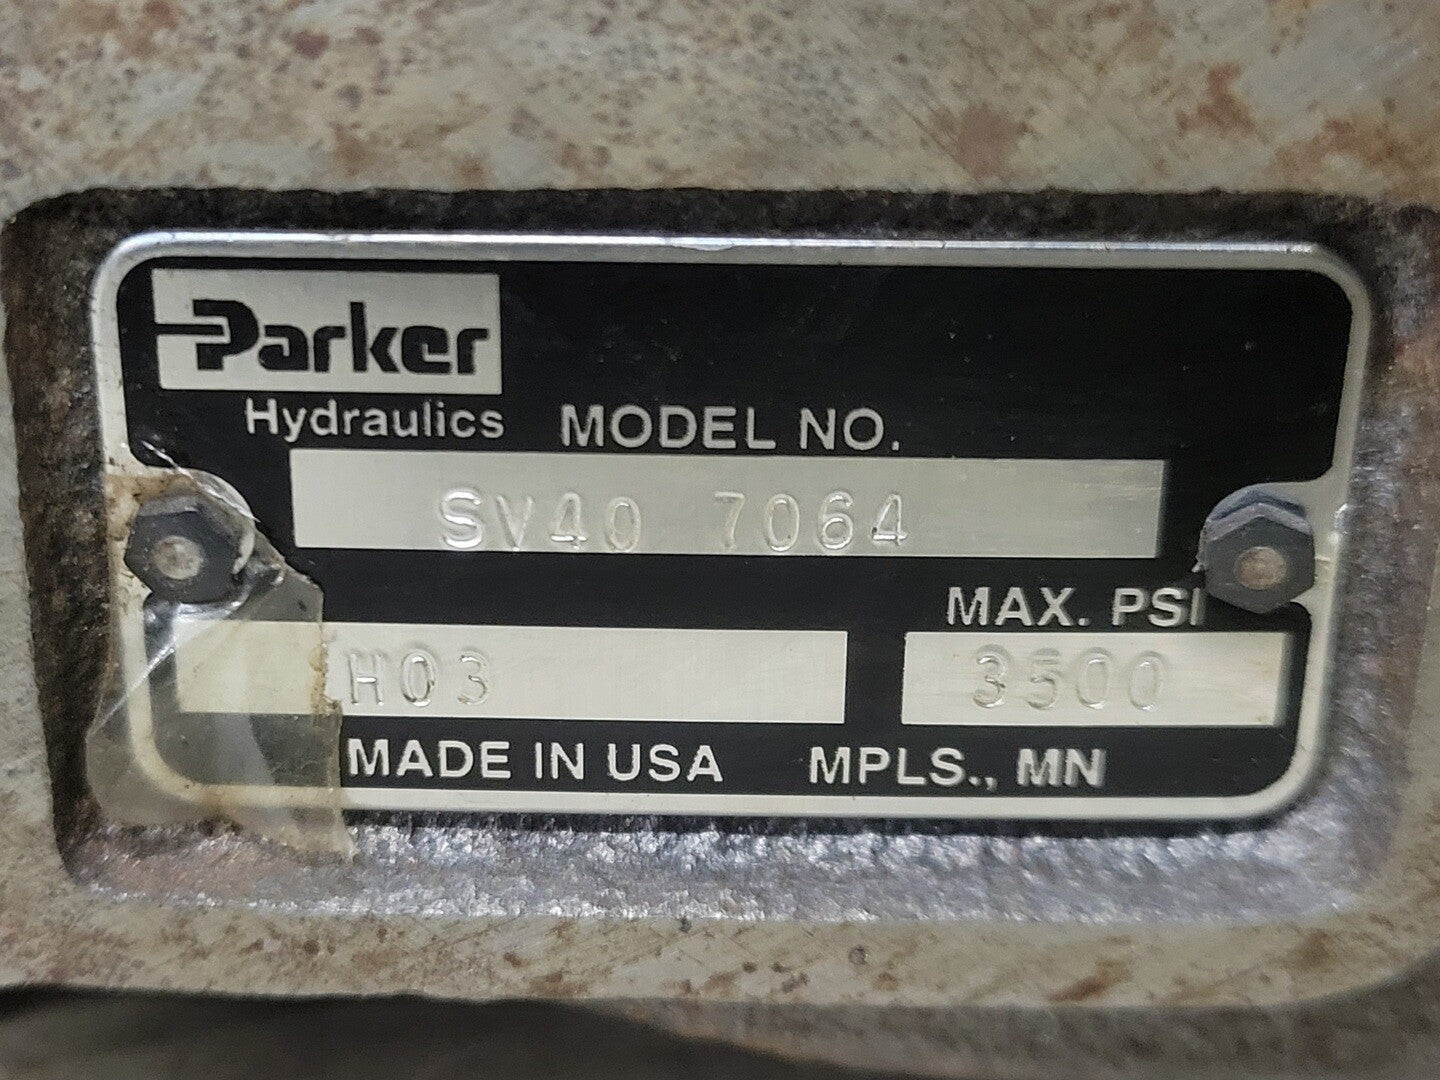 Parker
Hydraulics MODEL NO.
SV40 7064
MAX. PSI
H03 3500
MADE IN USA MPLS., MN